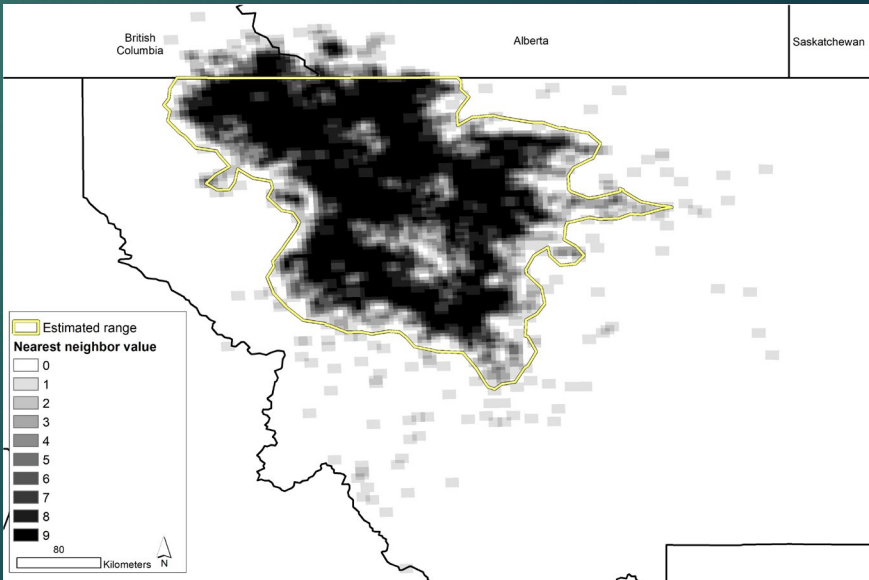 British
Columbia
Alberta
Saskatchewan
Estimated range
Nearest neighbor value
0
1
2
3
4
5
6
7
8
9
80
Kilometers
N